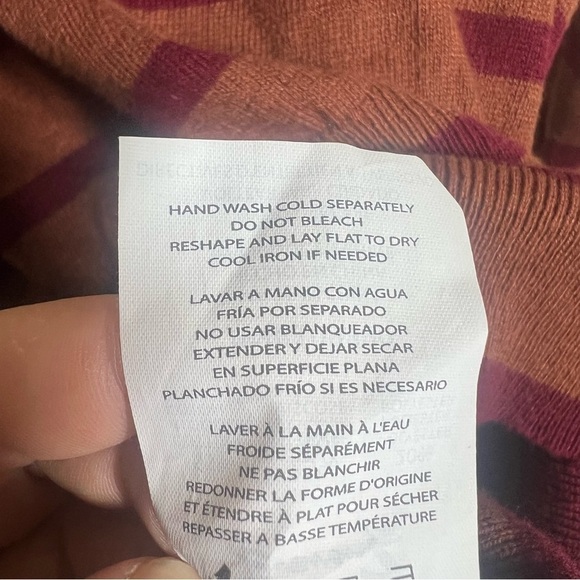 HAND WASH COLD SEPARATELY
DO NOT BLEACH
RESHAPE AND LAY FLAT TO DRY
COOL IRON IF NEEDED
LAVAR A MANO CON AGUA
FRÍA POR SEPARADO
NO USAR BLANQUEADOR
EXTENDER Y DEJAR SECAR
EN SUPERFICIE PLANA
PLANCHADO FRÍO SI ES NECESARIO
LAVER À LA MAIN À L'EAU
FROIDE SÉPARÉMENT
NE PAS BLANCHIR
REDONNER LA FORME D'ORIGINE
ET ÉTENDRE À PLAT POUR SÉCHER
REPASSER A BASSE TEMPÉRATURE